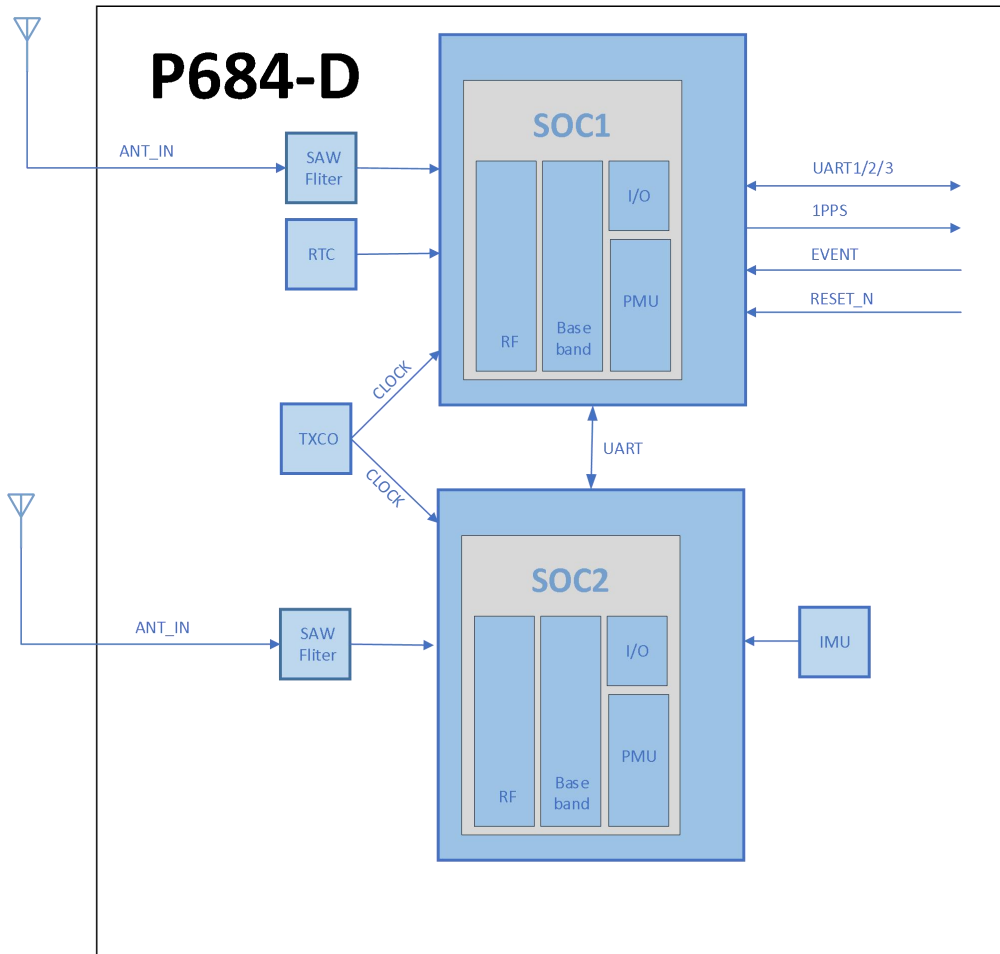 P684-D
ANT_IN
SAW
Fliter
RTC
SOC1
RF
Base
band
I/O
PMU
UART1/2/3
1PPS
EVENT
RESET_N
CLOCK
TXCO
CLOCK
UART
ANT_IN
SAW
Fliter
SOC2
RF
Base
band
I/O
PMU
IMU